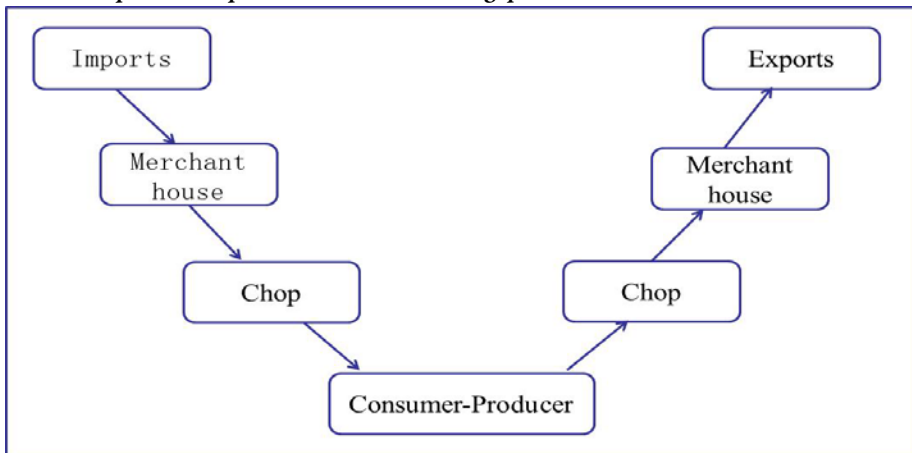 Imports
Exports
Merchant
house
Merchant
house
Chop
Chop
Consumer-Producer